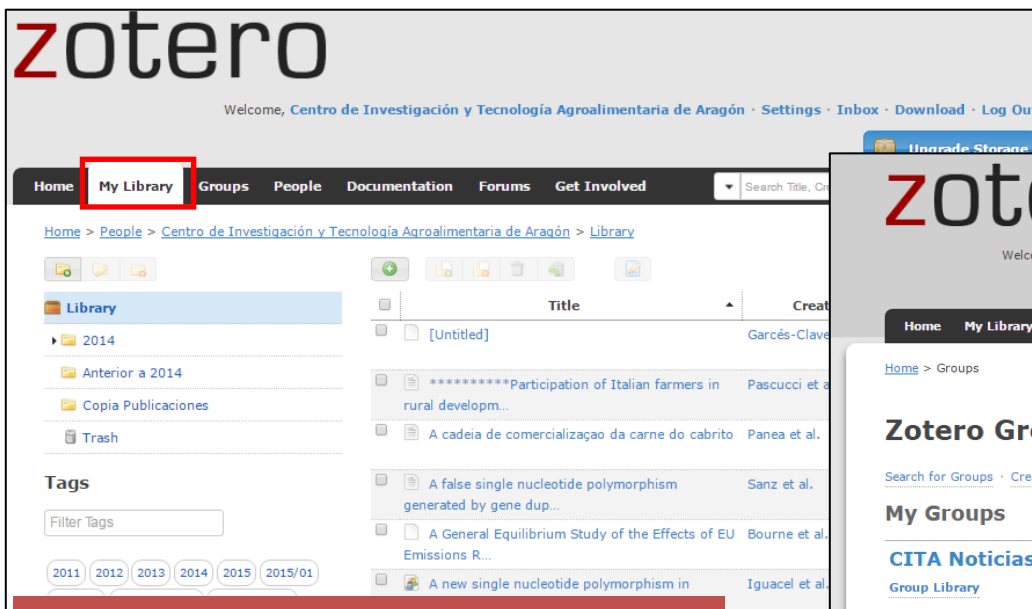 zotero
Welcome, Centro de Investigación y Tecnología Agroalimentaria de Aragón · Settings · Inbox · Download · Log Ou
Upgrade Storage
Home My Library Groups People Documentation Forums Get Involved Search Title, Cr
Home > People > Centro de Investigación y Tecnología Agroalimentaria de Aragón > Library
Library
2014
Anterior a 2014
Copia Publicaciones
Trash
Tags
Filter Tags
2011 2012 2013 2014 2015 2015/01
Title Creat
[Untitled] Garcés-Clave
**********Participation of Italian farmers in Pascucci et a
rural developm...
A cadeia de comercializaçao da carne do cabrito Panea et al.
A false single nucleotide polymorphism Sanz et al.
generated by gene dup...
A General Equilibrium Study of the Effects of EU Bourne et al.
Emissions R...
A new single nucleotide polymorphism in Iguacel et al.
zote
Welco
Home My Library
Home > Groups
Zotero Gr
Search for Groups · Cre
My Groups
CITA Noticias
Group Library